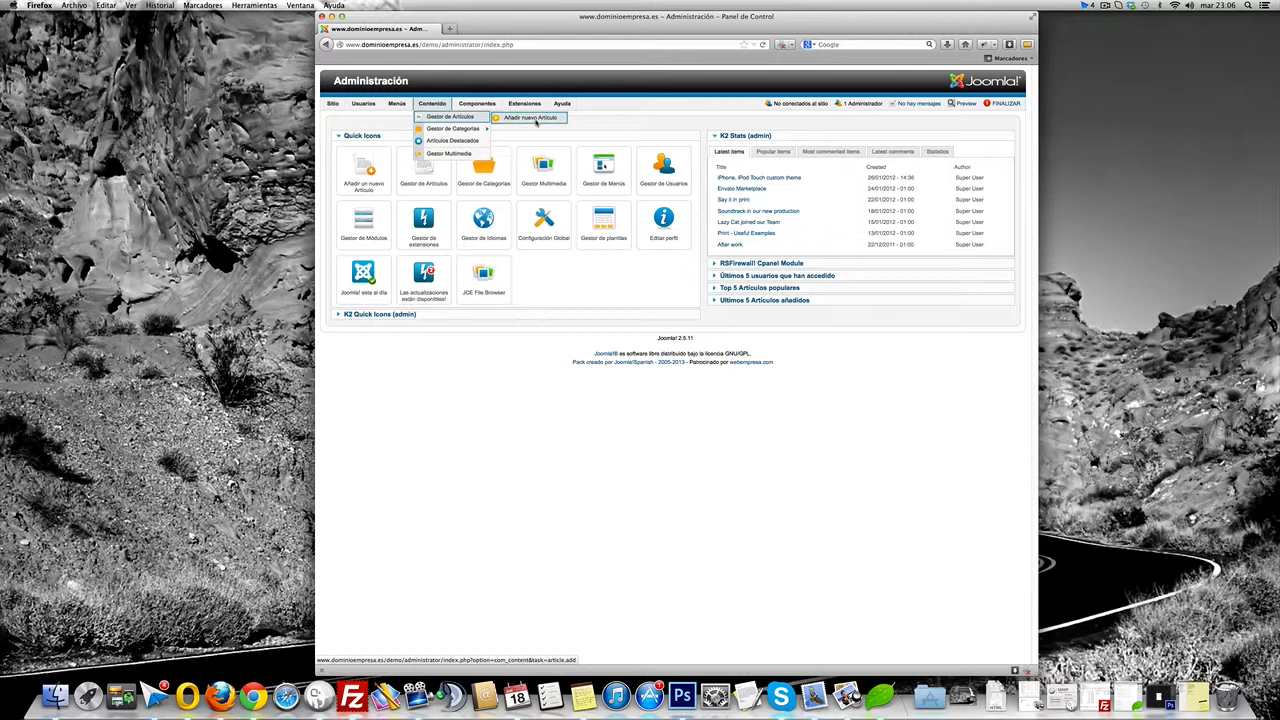 Firefox Archivo Editar Ver Historial Marcadores Herramientas Ventana Ayuda
4
mar 23:06
www.dominioempresa.es – Administración – Panel de Control
www.dominioempresa.es – Adm...
www.dominioempresa.es/demo/administrator/index.php
Google
Marcadores
Administración
Joomla!
Sitio Usuarios Menús Contenido Componentes Extensiones Ayuda
No conectados al sitio 1 Administrador No hay mensajes Preview FINALIZAR
Gestor de Artículos
Añadir nuevo Artículo
Gestor de Categorías
Artículos Destacados
Gestor Multimedia
Quick Icons
Añadir un nuevo Artículo
Gestor de Artículos
Gestor de Categorías
Gestor Multimedia
Gestor de Menús
Gestor de Usuarios
Gestor de Módulos
Gestor de extensiones
Gestor de Idiomas
Configuración Global
Gestor de plantillas
Editar perfil
Joomla! esta al día
2
Las actualizaciones están disponibles!
JCE File Browser
K2 Quick Icons (admin)
K2 Stats (admin)
Latest items Popular items Most commented items Latest comments Statistics
Title Created Author
iPhone, iPod Touch custom theme 26/01/2012 - 14:36 Super User
Envato Marketplace 24/01/2012 - 01:00 Super User
Say it in print 22/01/2012 - 01:00 Super User
Soundtrack in our new production 18/01/2012 - 01:00 Super User
Lazy Cat joined our Team 15/01/2012 - 01:00 Super User
Print - Useful Examples 13/01/2012 - 01:00 Super User
After work 22/12/2011 - 01:00 Super User
RSFirewall! Cpanel Module
Últimos 5 usuarios que han accedido
Top 5 Artículos populares
Ultimos 5 Artículos añadidos
Joomla! 2.5.11
Joomla!® es software libre distribuido bajo la licencia GNU/GPL.
Pack creado por Joomla!Spanish - 2005-2013 - Patrocinado por webempresa.com
www.dominioempresa.es/demo/administrator/index.php?option=com_content&task=article.add
4
18
Ps
HTML